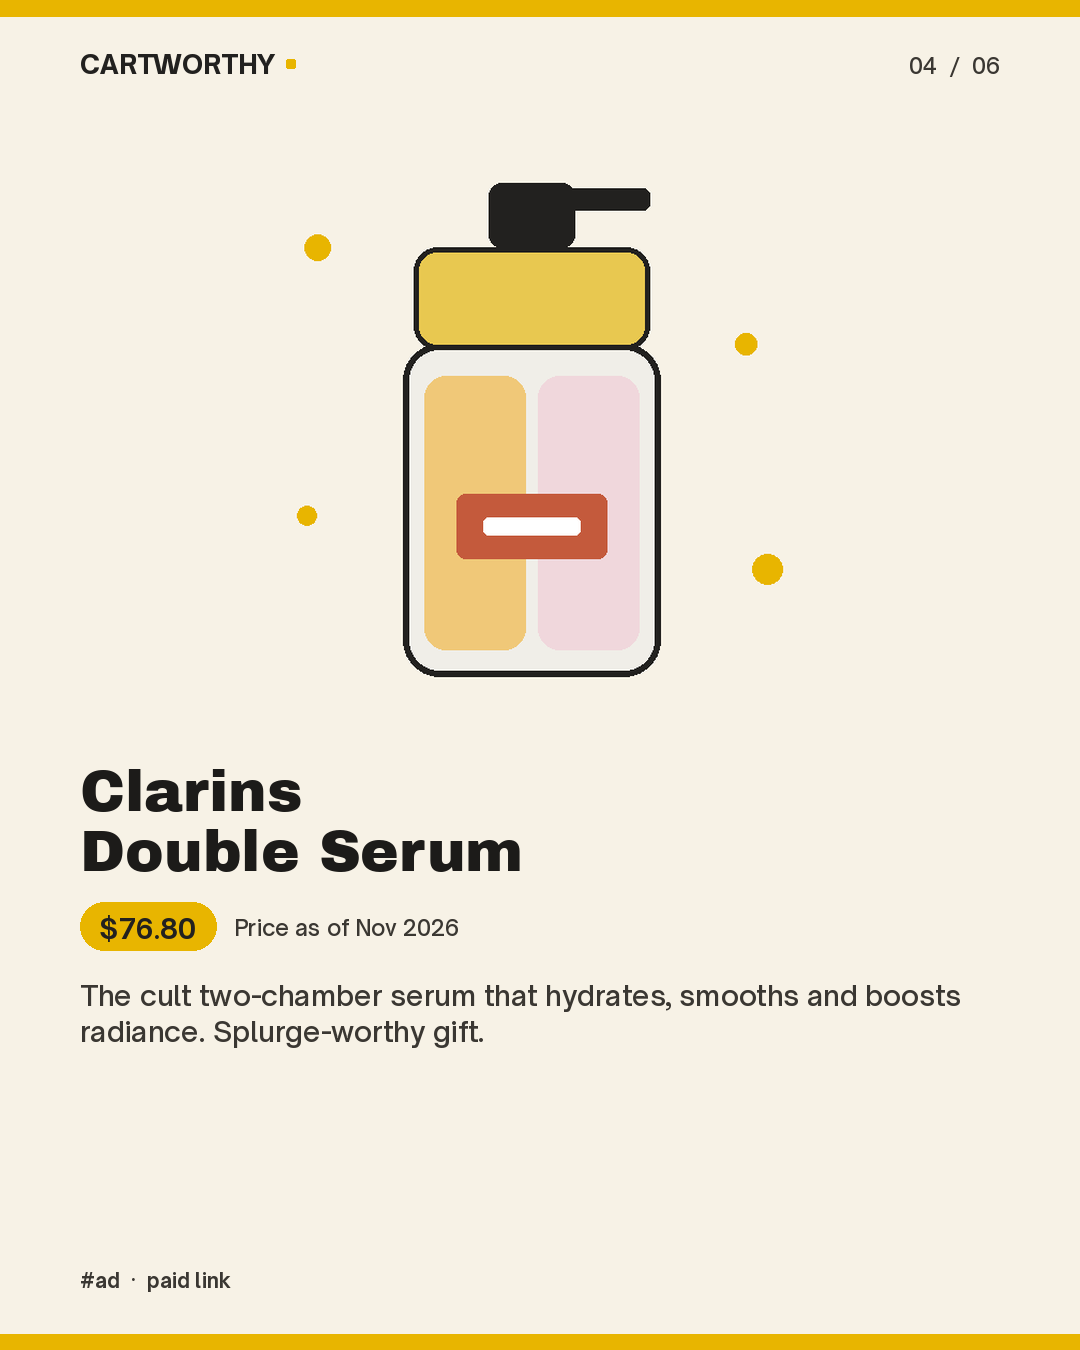 CARTWORTHY
04 / 06
Clarins
Double Serum
$76.80 Price as of Nov 2026
The cult two-chamber serum that hydrates, smooths and boosts
radiance. Splurge-worthy gift.
#ad · paid link